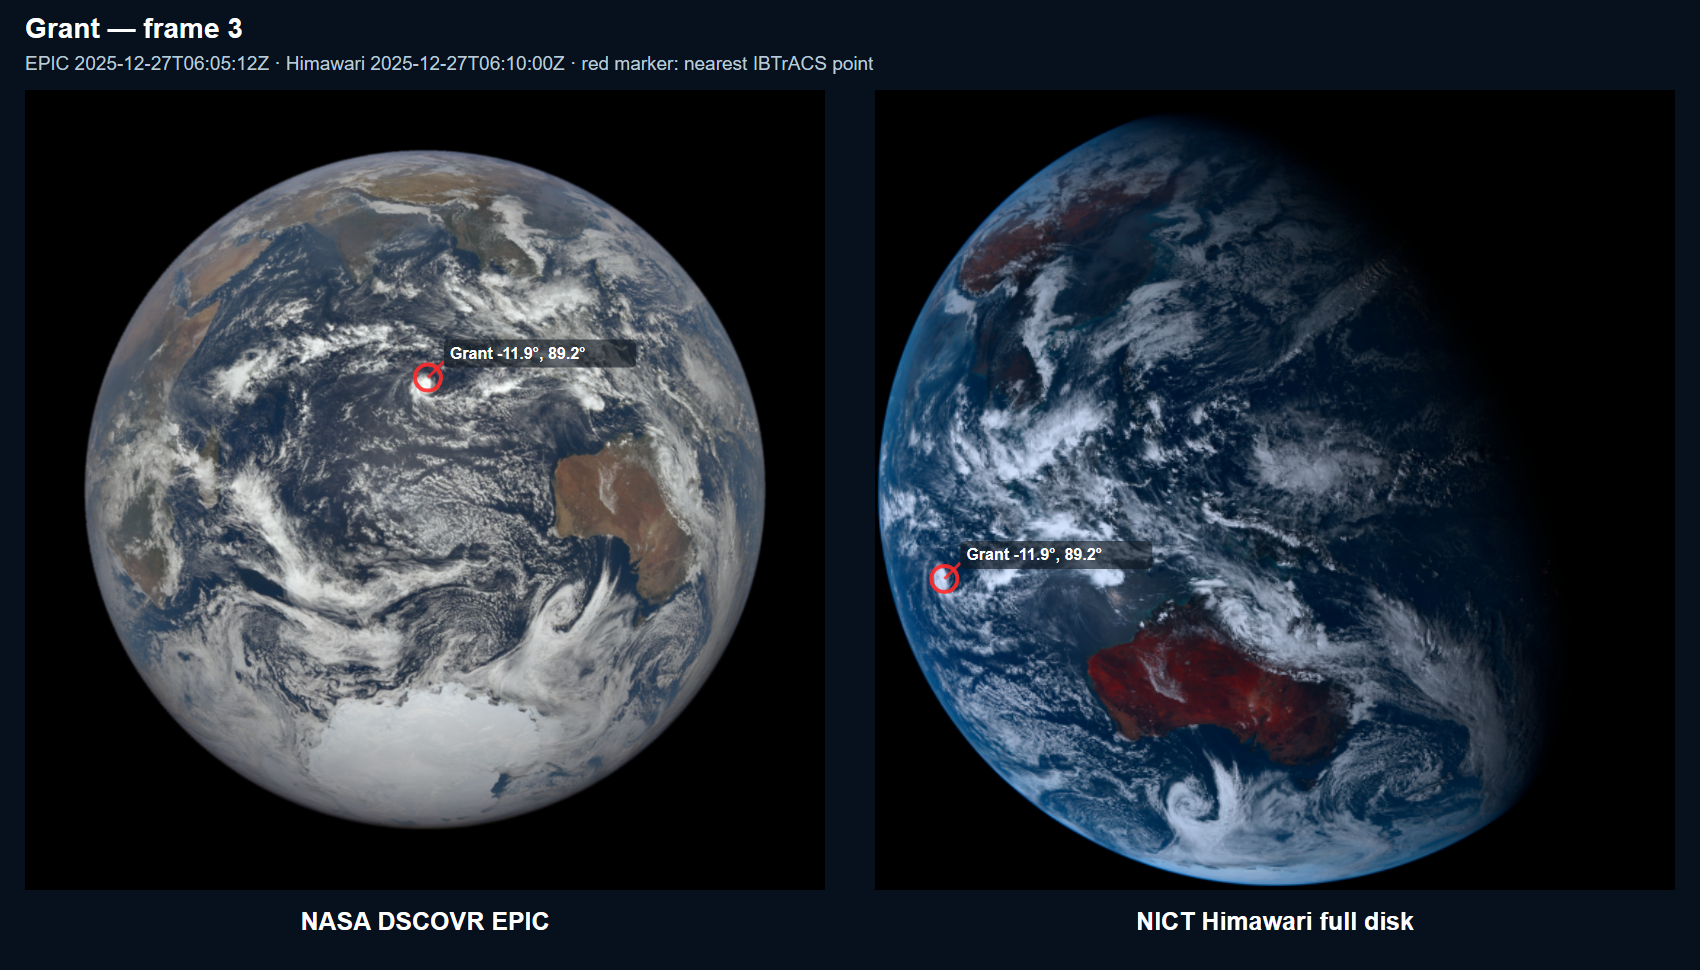 Grant — frame 3
EPIC 2025-12-27T06:05:12Z · Himawari 2025-12-27T06:10:00Z · red marker: nearest IBTrACS point
Grant -11.9°, 89.2°
Grant -11.9°, 89.2°
NASA DSCOVR EPIC
NICT Himawari full disk